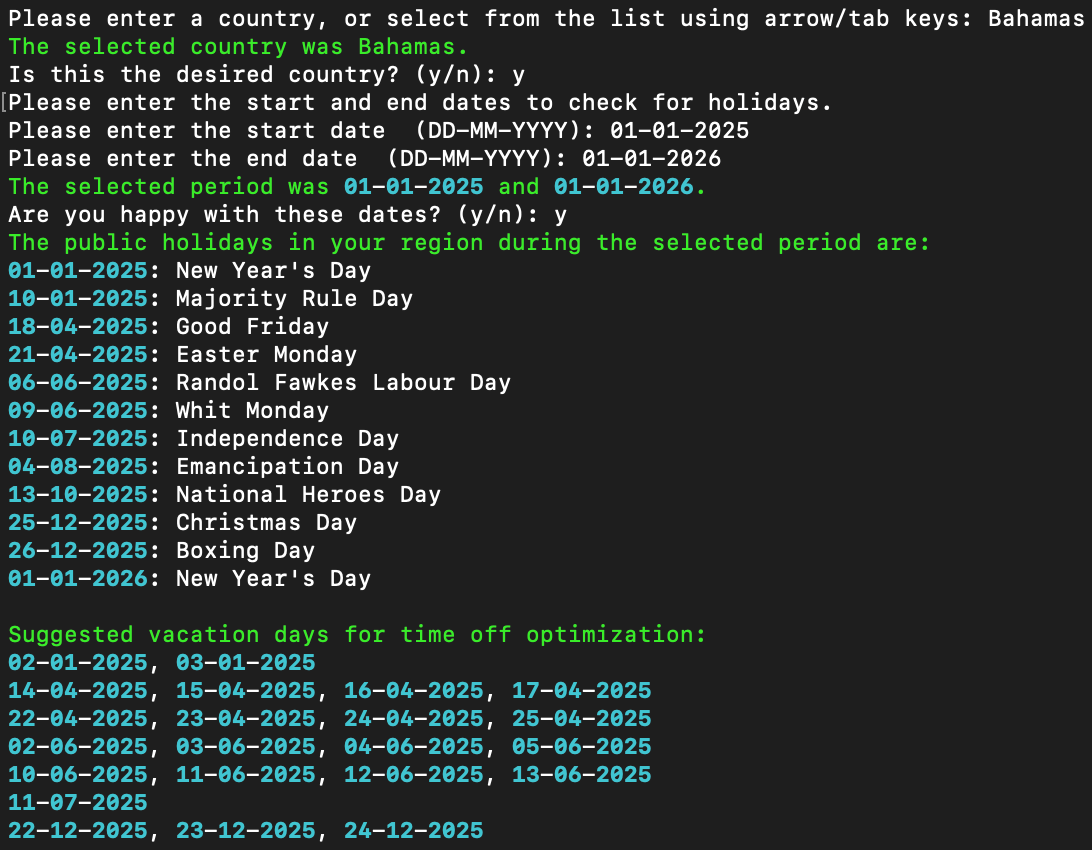 Please enter a country, or select from the list using arrow/tab keys: Bahamas
The selected country was Bahamas.
Is this the desired country? (y/n): y
[Please enter the start and end dates to check for holidays.
Please enter the start date  (DD-MM-YYYY): 01-01-2025
Please enter the end date  (DD-MM-YYYY): 01-01-2026
The selected period was 01-01-2025 and 01-01-2026.
Are you happy with these dates? (y/n): y
The public holidays in your region during the selected period are:
01-01-2025: New Year's Day
10-01-2025: Majority Rule Day
18-04-2025: Good Friday
21-04-2025: Easter Monday
06-06-2025: Randol Fawkes Labour Day
09-06-2025: Whit Monday
10-07-2025: Independence Day
04-08-2025: Emancipation Day
13-10-2025: National Heroes Day
25-12-2025: Christmas Day
26-12-2025: Boxing Day
01-01-2026: New Year's Day
Suggested vacation days for time off optimization:
02-01-2025, 03-01-2025
14-04-2025, 15-04-2025, 16-04-2025, 17-04-2025
22-04-2025, 23-04-2025, 24-04-2025, 25-04-2025
02-06-2025, 03-06-2025, 04-06-2025, 05-06-2025
10-06-2025, 11-06-2025, 12-06-2025, 13-06-2025
11-07-2025
22-12-2025, 23-12-2025, 24-12-2025